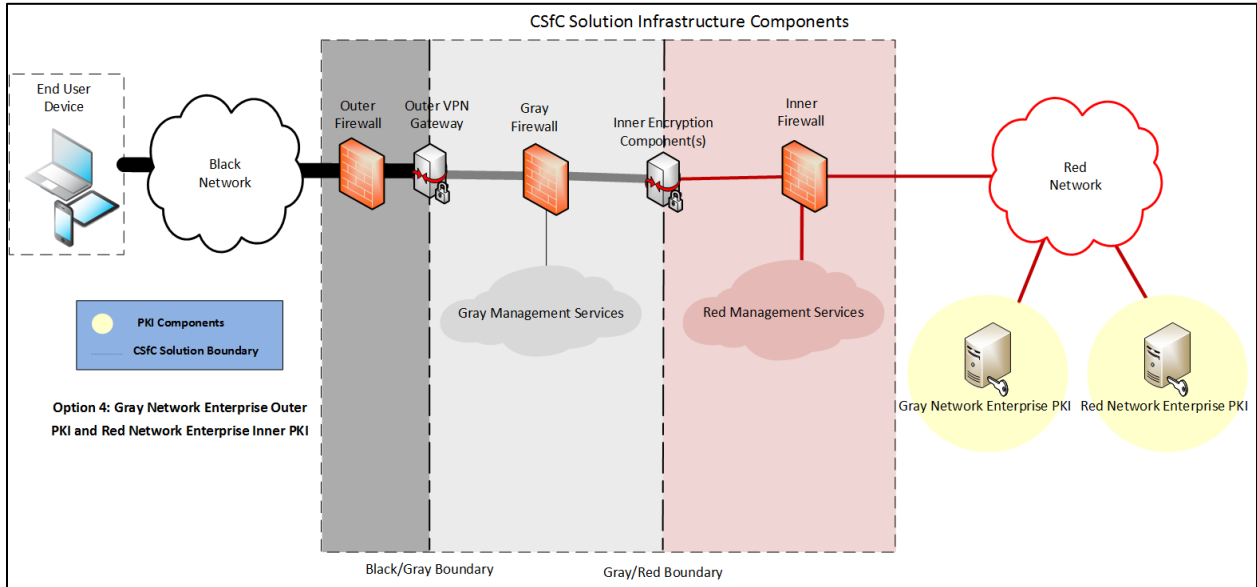 CSfC Solution Infrastructure Components
End User
Device
Black
Network
Outer
Firewall
Outer VPN
Gateway
Gray
Firewall
Inner Encryption
Component(s)
Inner
Firewall
Red
Network
Gray Management Services
Red Management Services
PKI Components
CSfC Solution Boundary
Option 4: Gray Network Enterprise Outer
PKI and Red Network Enterprise Inner PKI
Gray Network Enterprise PKI
Red Network Enterprise PKI
Black/Gray Boundary
Gray/Red Boundary